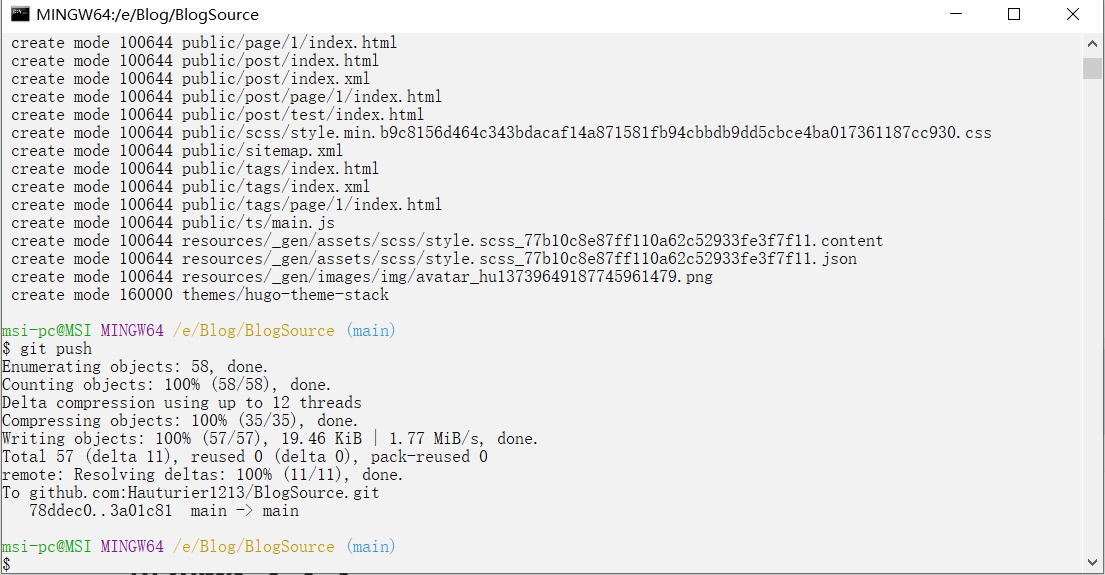 MINGW64:/e/Blog/BlogSource
create mode 100644 public/page/1/index.html
create mode 100644 public/post/index.html
create mode 100644 public/post/index.xml
create mode 100644 public/post/page/1/index.html
create mode 100644 public/post/test/index.html
create mode 100644 public/scss/style.min.b9c8156d464c343bdacaf14a871581fb94cbbdb9dd5cbce4ba017361187cc930.css
create mode 100644 public/sitemap.xml
create mode 100644 public/tags/index.html
create mode 100644 public/tags/index.xml
create mode 100644 public/tags/page/1/index.html
create mode 100644 public/ts/main.js
create mode 100644 resources/_gen/assets/scss/style.scss_77b10c8e87ff110a62c52933fe3f7f11.content
create mode 100644 resources/_gen/assets/scss/style.scss_77b10c8e87ff110a62c52933fe3f7f11.json
create mode 100644 resources/_gen/images/img/avatar_hu13739649187745961479.png
create mode 160000 themes/hugo-theme-stack
msi-pc@MSI MINGW64 /e/Blog/BlogSource (main)
$ git push
Enumerating objects: 58, done.
Counting objects: 100% (58/58), done.
Delta compression using up to 12 threads
Compressing objects: 100% (35/35), done.
Writing objects: 100% (57/57), 19.46 KiB | 1.77 MiB/s, done.
Total 57 (delta 11), reused 0 (delta 0), pack-reused 0
remote: Resolving deltas: 100% (11/11), done.
To github.com:Hauturier1213/BlogSource.git
78ddec0..3a01c81  main -> main
msi-pc@MSI MINGW64 /e/Blog/BlogSource (main)
$